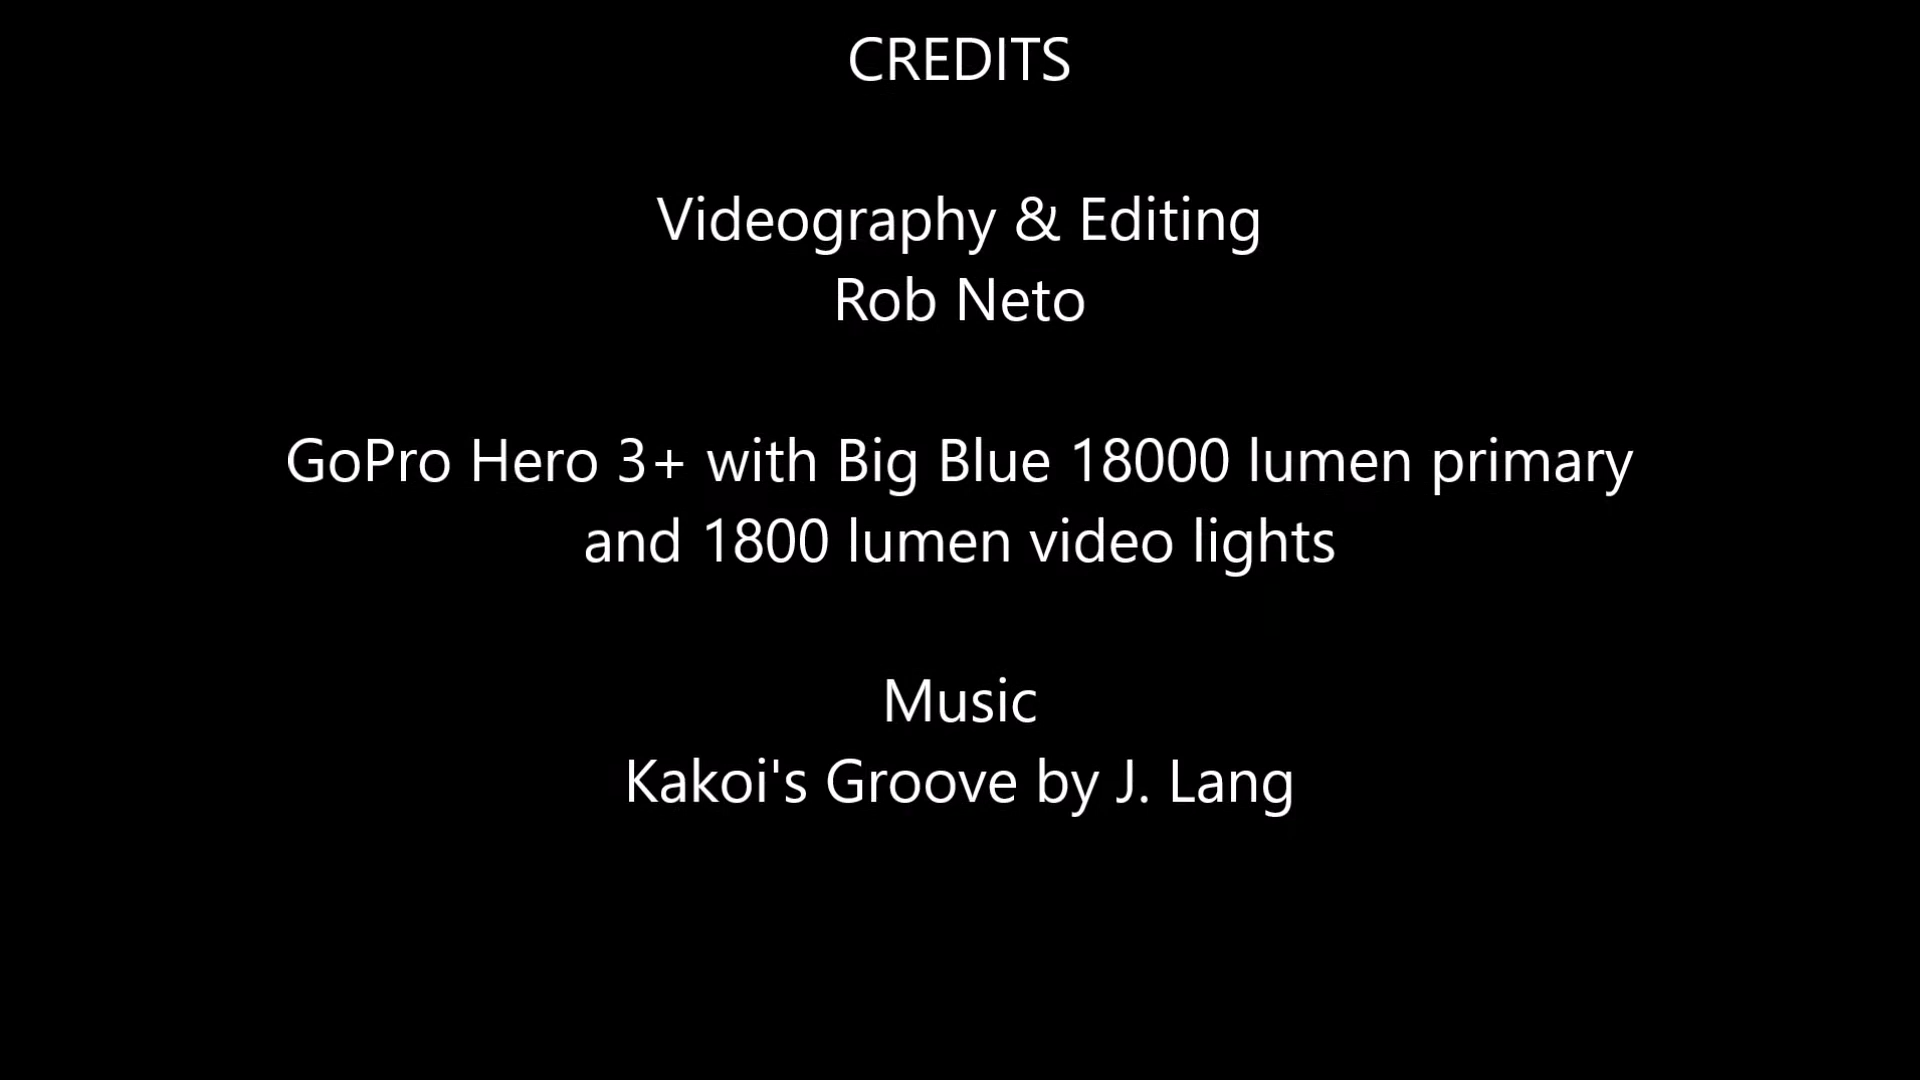 CREDITS
Videography & Editing
Rob Neto
GoPro Hero 3+ with Big Blue 18000 lumen primary
and 1800 lumen video lights
Music
Kakoi's Groove by J. Lang